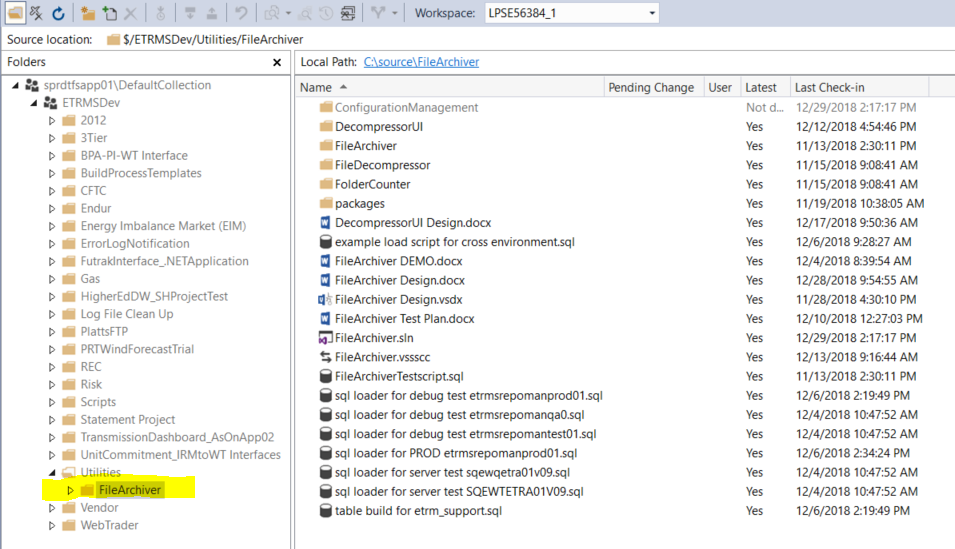 Workspace: LPSE56384_1
Source location: $/ETRMSDev/Utilities/FileArchiver
Folders
sprdtfsapp01\DefaultCollection
ETRMSDev
2012
3Tier
BPA-PI-WT Interface
BuildProcessTemplates
CFTC
Endur
Energy Imbalance Market (EIM)
ErrorLogNotification
FutrakInterface_.NETApplication
Gas
HigherEdDW_SHProjectTest
Log File Clean Up
PlattsFTP
PRTWindForecastTrial
REC
Risk
Scripts
Statement Project
TransmissionDashboard_AsOnApp02
UnitCommitment_IRMtoWT Interfaces
Utilities
FileArchiver
Vendor
WebTrader
Local Path: C:\source\FileArchiver
Name Pending Change User Latest Last Check-in
ConfigurationManagement Not d... 12/29/2018 2:17:17 PM
DecompressorUI Yes 12/12/2018 4:54:46 PM
FileArchiver Yes 11/13/2018 2:30:11 PM
FileDecompressor Yes 11/15/2018 9:08:41 AM
FolderCounter Yes 11/15/2018 9:08:41 AM
packages Yes 11/19/2018 10:38:05 AM
DecompressorUI Design.docx Yes 12/17/2018 9:50:36 AM
example load script for cross environment.sql Yes 12/6/2018 9:28:27 AM
FileArchiver DEMO.docx Yes 12/4/2018 8:39:54 AM
FileArchiver Design.docx Yes 12/28/2018 9:54:55 AM
FileArchiver Design.vsdx Yes 11/28/2018 4:30:10 PM
FileArchiver Test Plan.docx Yes 12/10/2018 12:27:03 PM
FileArchiver.sln Yes 12/29/2018 2:17:17 PM
FileArchiver.vssscc Yes 12/13/2018 9:16:44 AM
FileArchiverTestscript.sql Yes 11/13/2018 2:30:11 PM
sql loader for debug test etrmsrepomanprod01.sql Yes 12/6/2018 2:19:49 PM
sql loader for debug test etrmsrepomanqa0.sql Yes 12/4/2018 10:47:52 AM
sql loader for debug test etrmsrepomantest01.sql Yes 12/4/2018 10:47:52 AM
sql loader for PROD etrmsrepomanprod01.sql Yes 12/6/2018 2:34:24 PM
sql loader for server test sqewqetra01v09.sql Yes 12/4/2018 10:47:52 AM
sql loader for server test SQEWTETRA01V09.sql Yes 12/4/2018 10:47:52 AM
table build for etrm_support.sql Yes 12/6/2018 2:19:49 PM